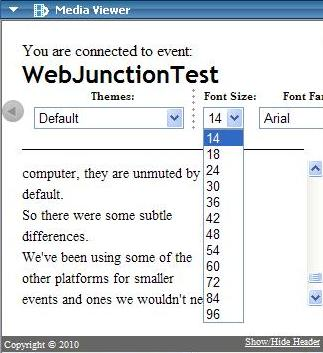 Media Viewer
You are connected to event:
WebJunctionTest
Themes: Font Size: Font Fa
Default 14 Arial
14
18
24
30
36
42
48
54
60
72
84
96
computer, they are unmuted by
default.
So there were some subtle
differences.
We've been using some of the
other platforms for smaller
events and ones we wouldn't ne
Copyright © 2010 Show/Hide Header